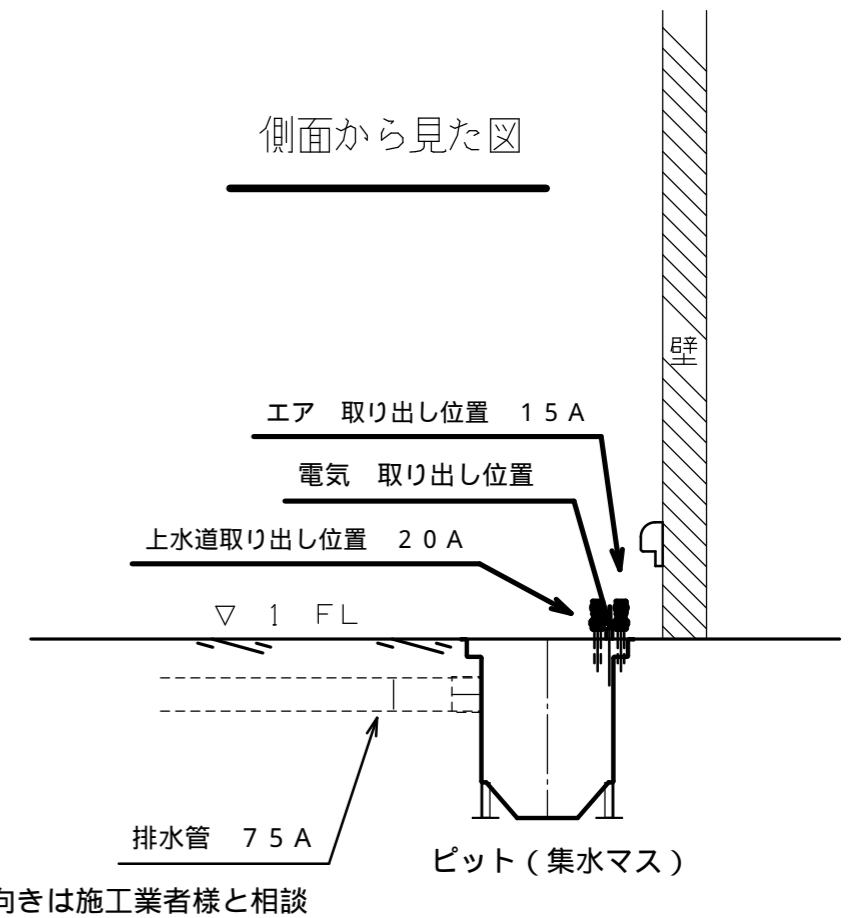 側面から見た図
壁
エア　取り出し位置　１５Ａ
電気　取り出し位置
上水道取り出し位置　２０Ａ
▽　１　ＦＬ
排水管　７５Ａ
ピット（集水マス）
向きは施工業者様と相談